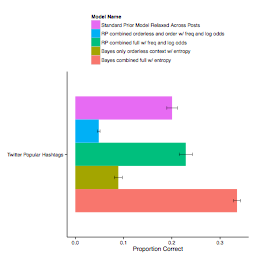 Model Name
Standard Prior Model Relaxed Across Posts
RP combined orderless and order w/ freq and log odds
RP combined full w/ freq and log odds
Bayes only orderless context w/ entropy
Bayes combined full w/ entropy
Twitter Popular Hashtags
0.0 0.1 0.2 0.3
Proportion Correct